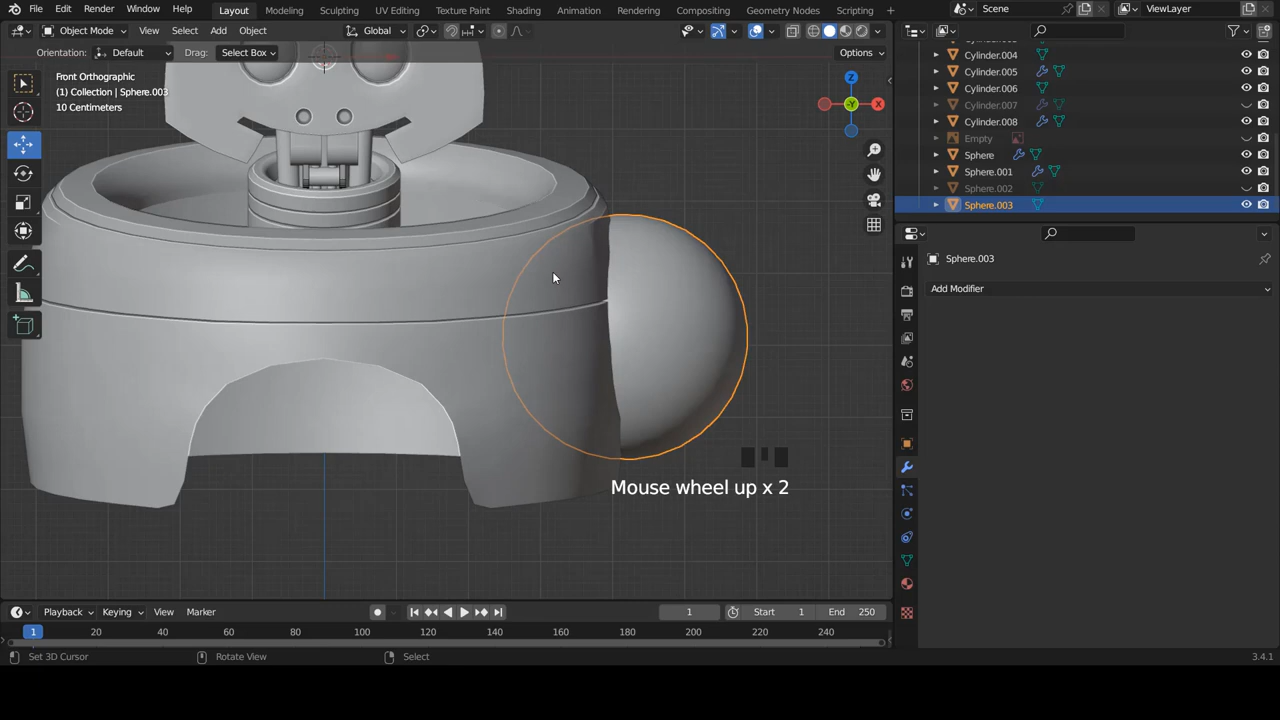 File Edit Render Window Help Layout Modeling Sculpting UV Editing Texture Paint Shading Animation Rendering Compositing Geometry Nodes Scripting Scene ViewLayer
Object Mode View Select Add Object Global
Orientation: Default Drag: Select Box Options
Front Orthographic
(1) Collection | Sphere.003
10 Centimeters
Z
-Y
X
Mouse wheel up x 2
Cylinder.004
Cylinder.005
Cylinder.006
Cylinder.007
Cylinder.008
Empty
Sphere
Sphere.001
Sphere.002
Sphere.003
Sphere.003
Add Modifier
Playback Keying View Marker 1 Start 1 End 250
1 20 40 60 80 100 120 140 160 180 200 220 240
Set 3D Cursor Rotate View Select 3.4.1